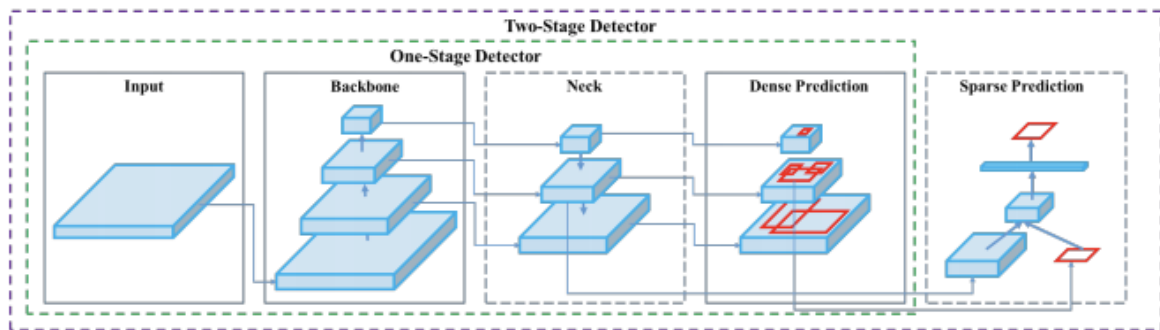 Two-Stage Detector
One-Stage Detector
Input
Backbone
Neck
Dense Prediction
Sparse Prediction